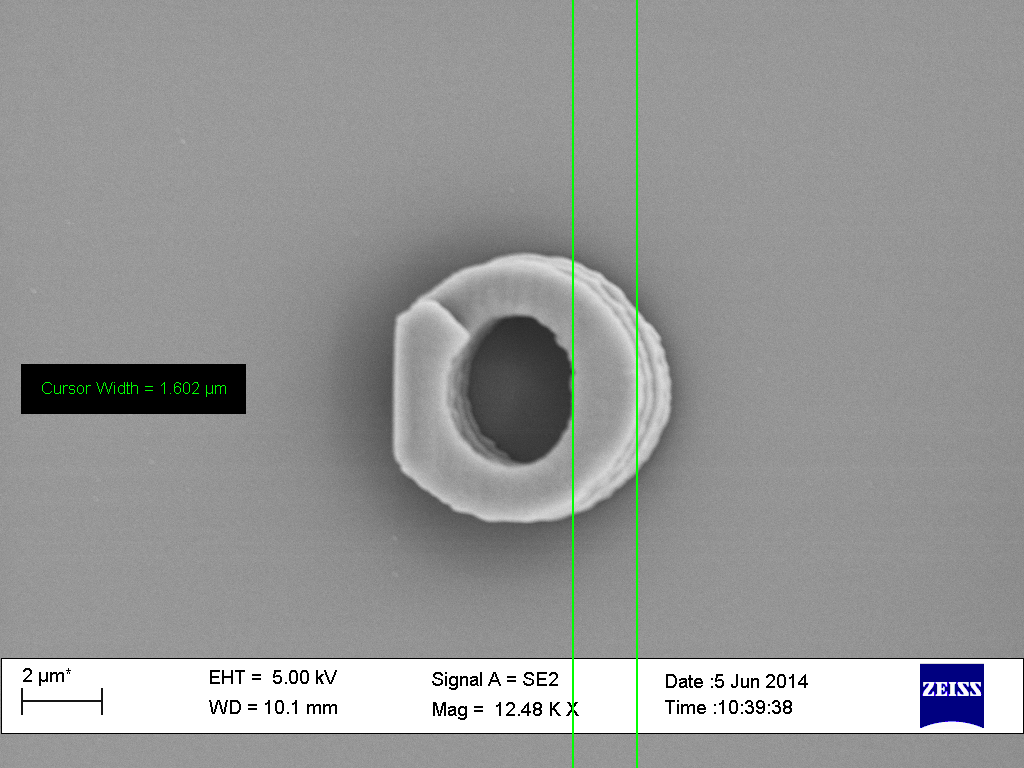 Cursor Width = 1.602 µm
2 µm*
EHT = 5.00 kV
WD = 10.1 mm
Signal A = SE2
Mag = 12.48 K X
Date :5 Jun 2014
Time :10:39:38
ZEISS